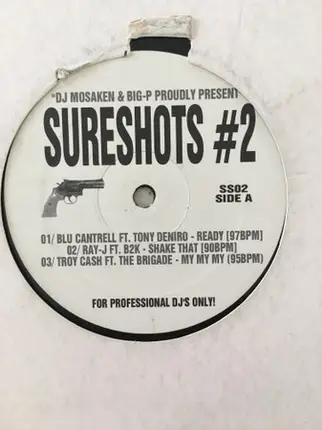 "DJ MOSAKEN & BIG-P PROUDLY PRESENT
SURESHOTS #2
SS02
SIDE A
01/ BLU CANTRELL FT. TONY DENIRO - READY [97BPM]
02/ RAY-J FT. B2K - SHAKE THAT [90BPM]
03/ TROY CASH FT. THE BRIGADE - MY MY MY (95BPM)
FOR PROFESSIONAL DJ'S ONLY!